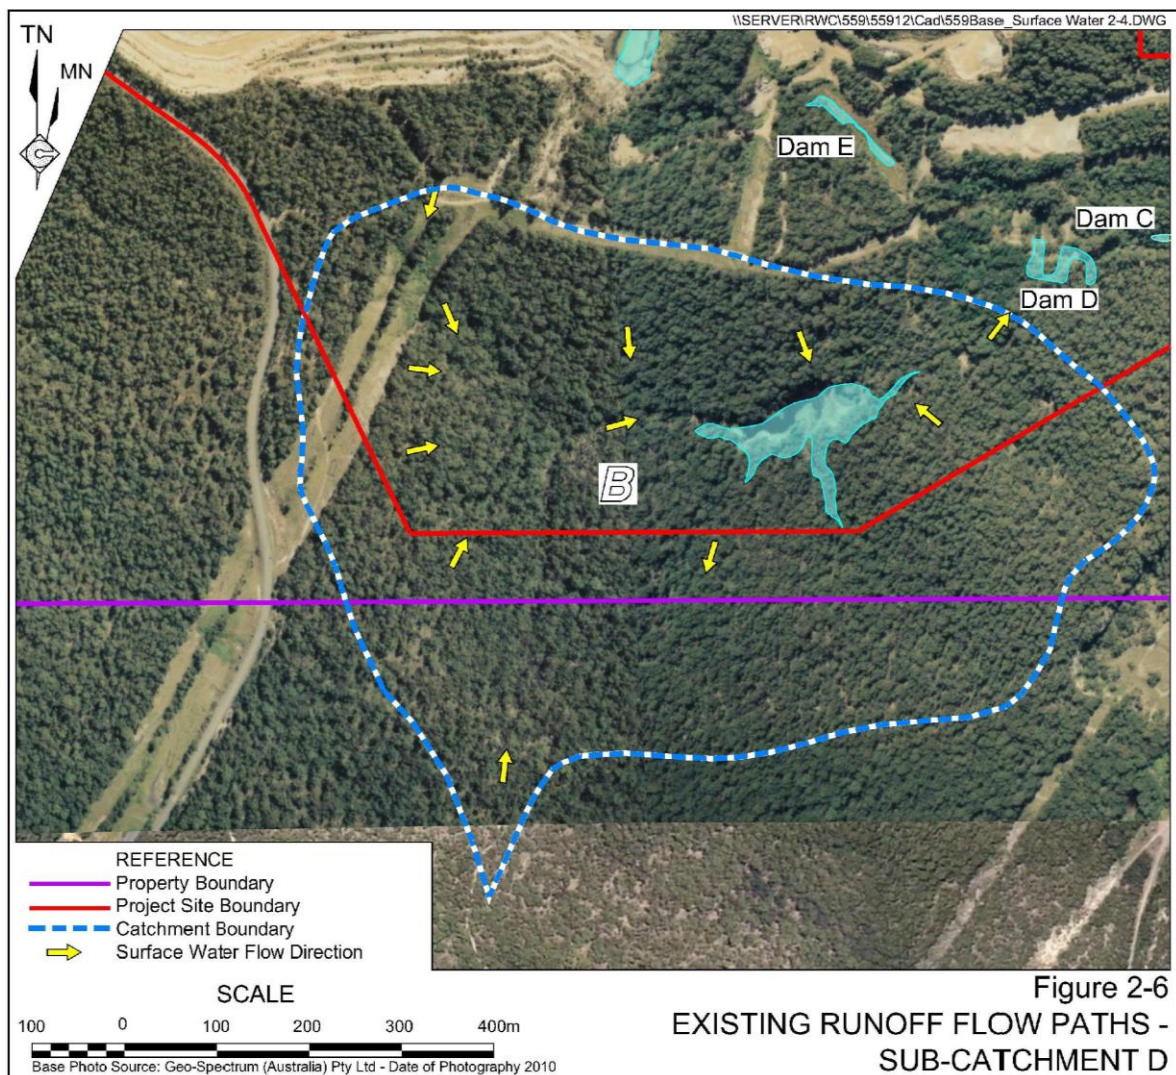 \\SERVER\RWC\559\55912\Cad\559Base_Surface Water 2-4.DWG
TN
MN
Dam E
Dam C
Dam D
B
REFERENCE
Property Boundary
Project Site Boundary
Catchment Boundary
Surface Water Flow Direction
SCALE
100 0 100 200 300 400m
Base Photo Source: Geo-Spectrum (Australia) Pty Ltd - Date of Photography 2010
Figure 2-6
EXISTING RUNOFF FLOW PATHS -
SUB-CATCHMENT D